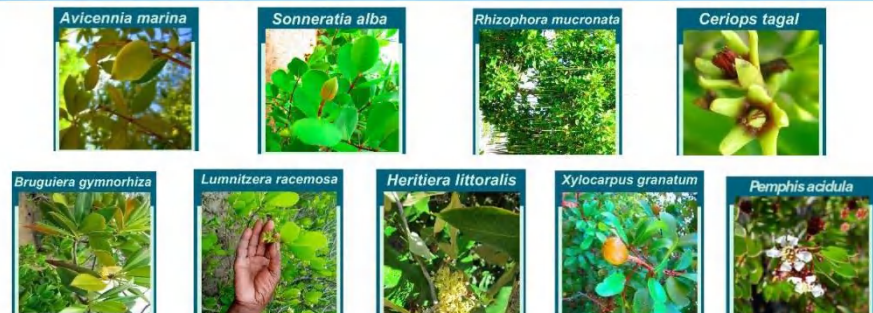 Avicennia marina
Sonneratia alba
Rhizophora mucronata
Ceriops tagal
Bruguiera gymnorhiza
Lumnitzera racemosa
Heritiera littoralis
Xylocarpus granatum
Pemphis acidula